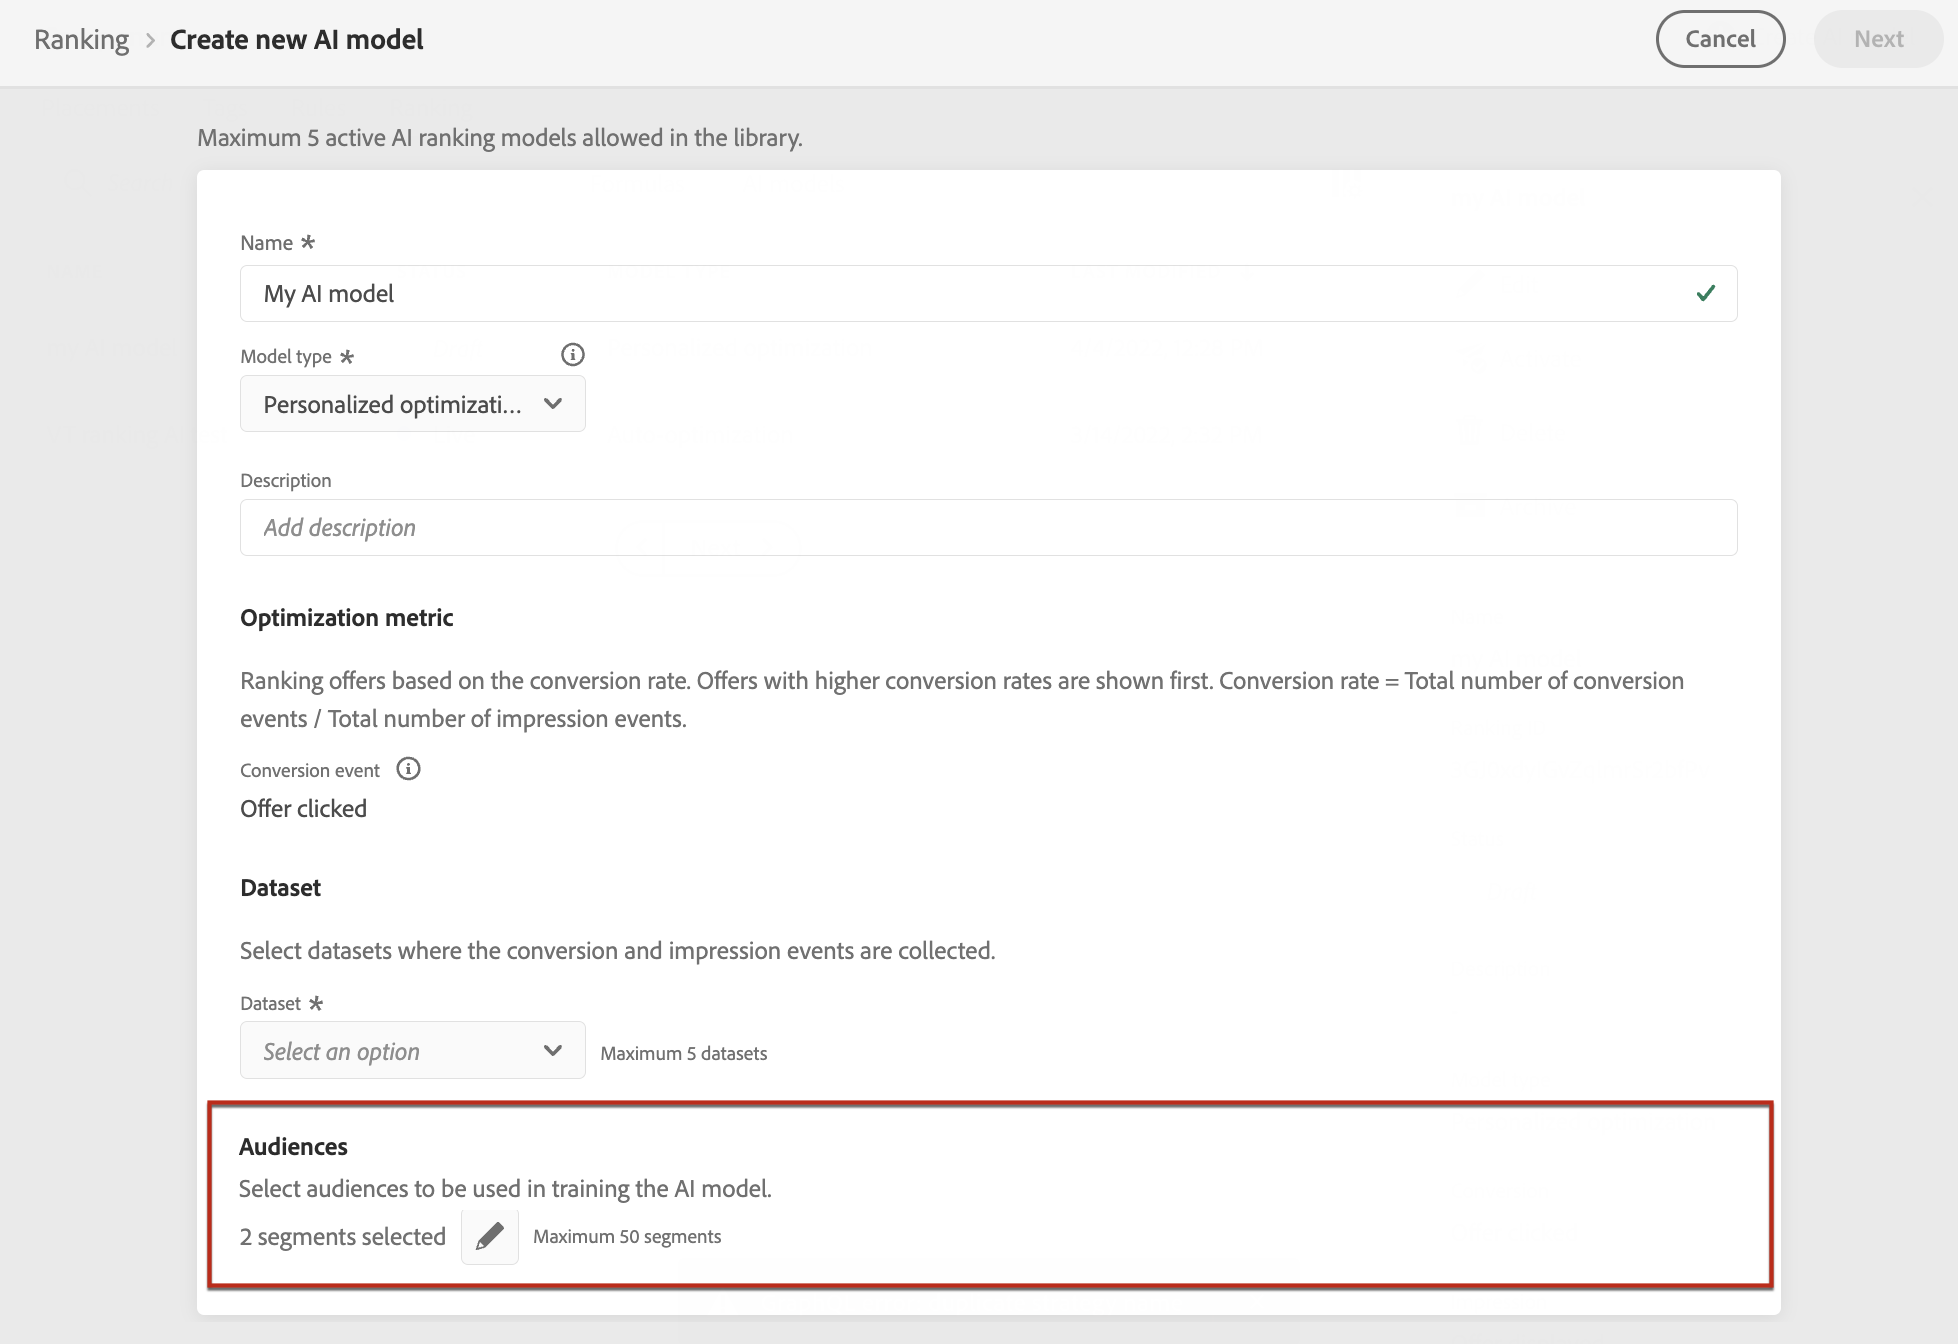 Ranking > Create new AI model
Cancel
Next
Maximum 5 active AI ranking models allowed in the library.
Name *
My AI model
Model type *
Personalized optimizati...
Description
Add description
Optimization metric
Ranking offers based on the conversion rate. Offers with higher conversion rates are shown first. Conversion rate = Total number of conversion
events / Total number of impression events.
Conversion event
Offer clicked
Dataset
Select datasets where the conversion and impression events are collected.
Dataset *
Select an option
Maximum 5 datasets
Audiences
Select audiences to be used in training the AI model.
2 segments selected
Maximum 50 segments